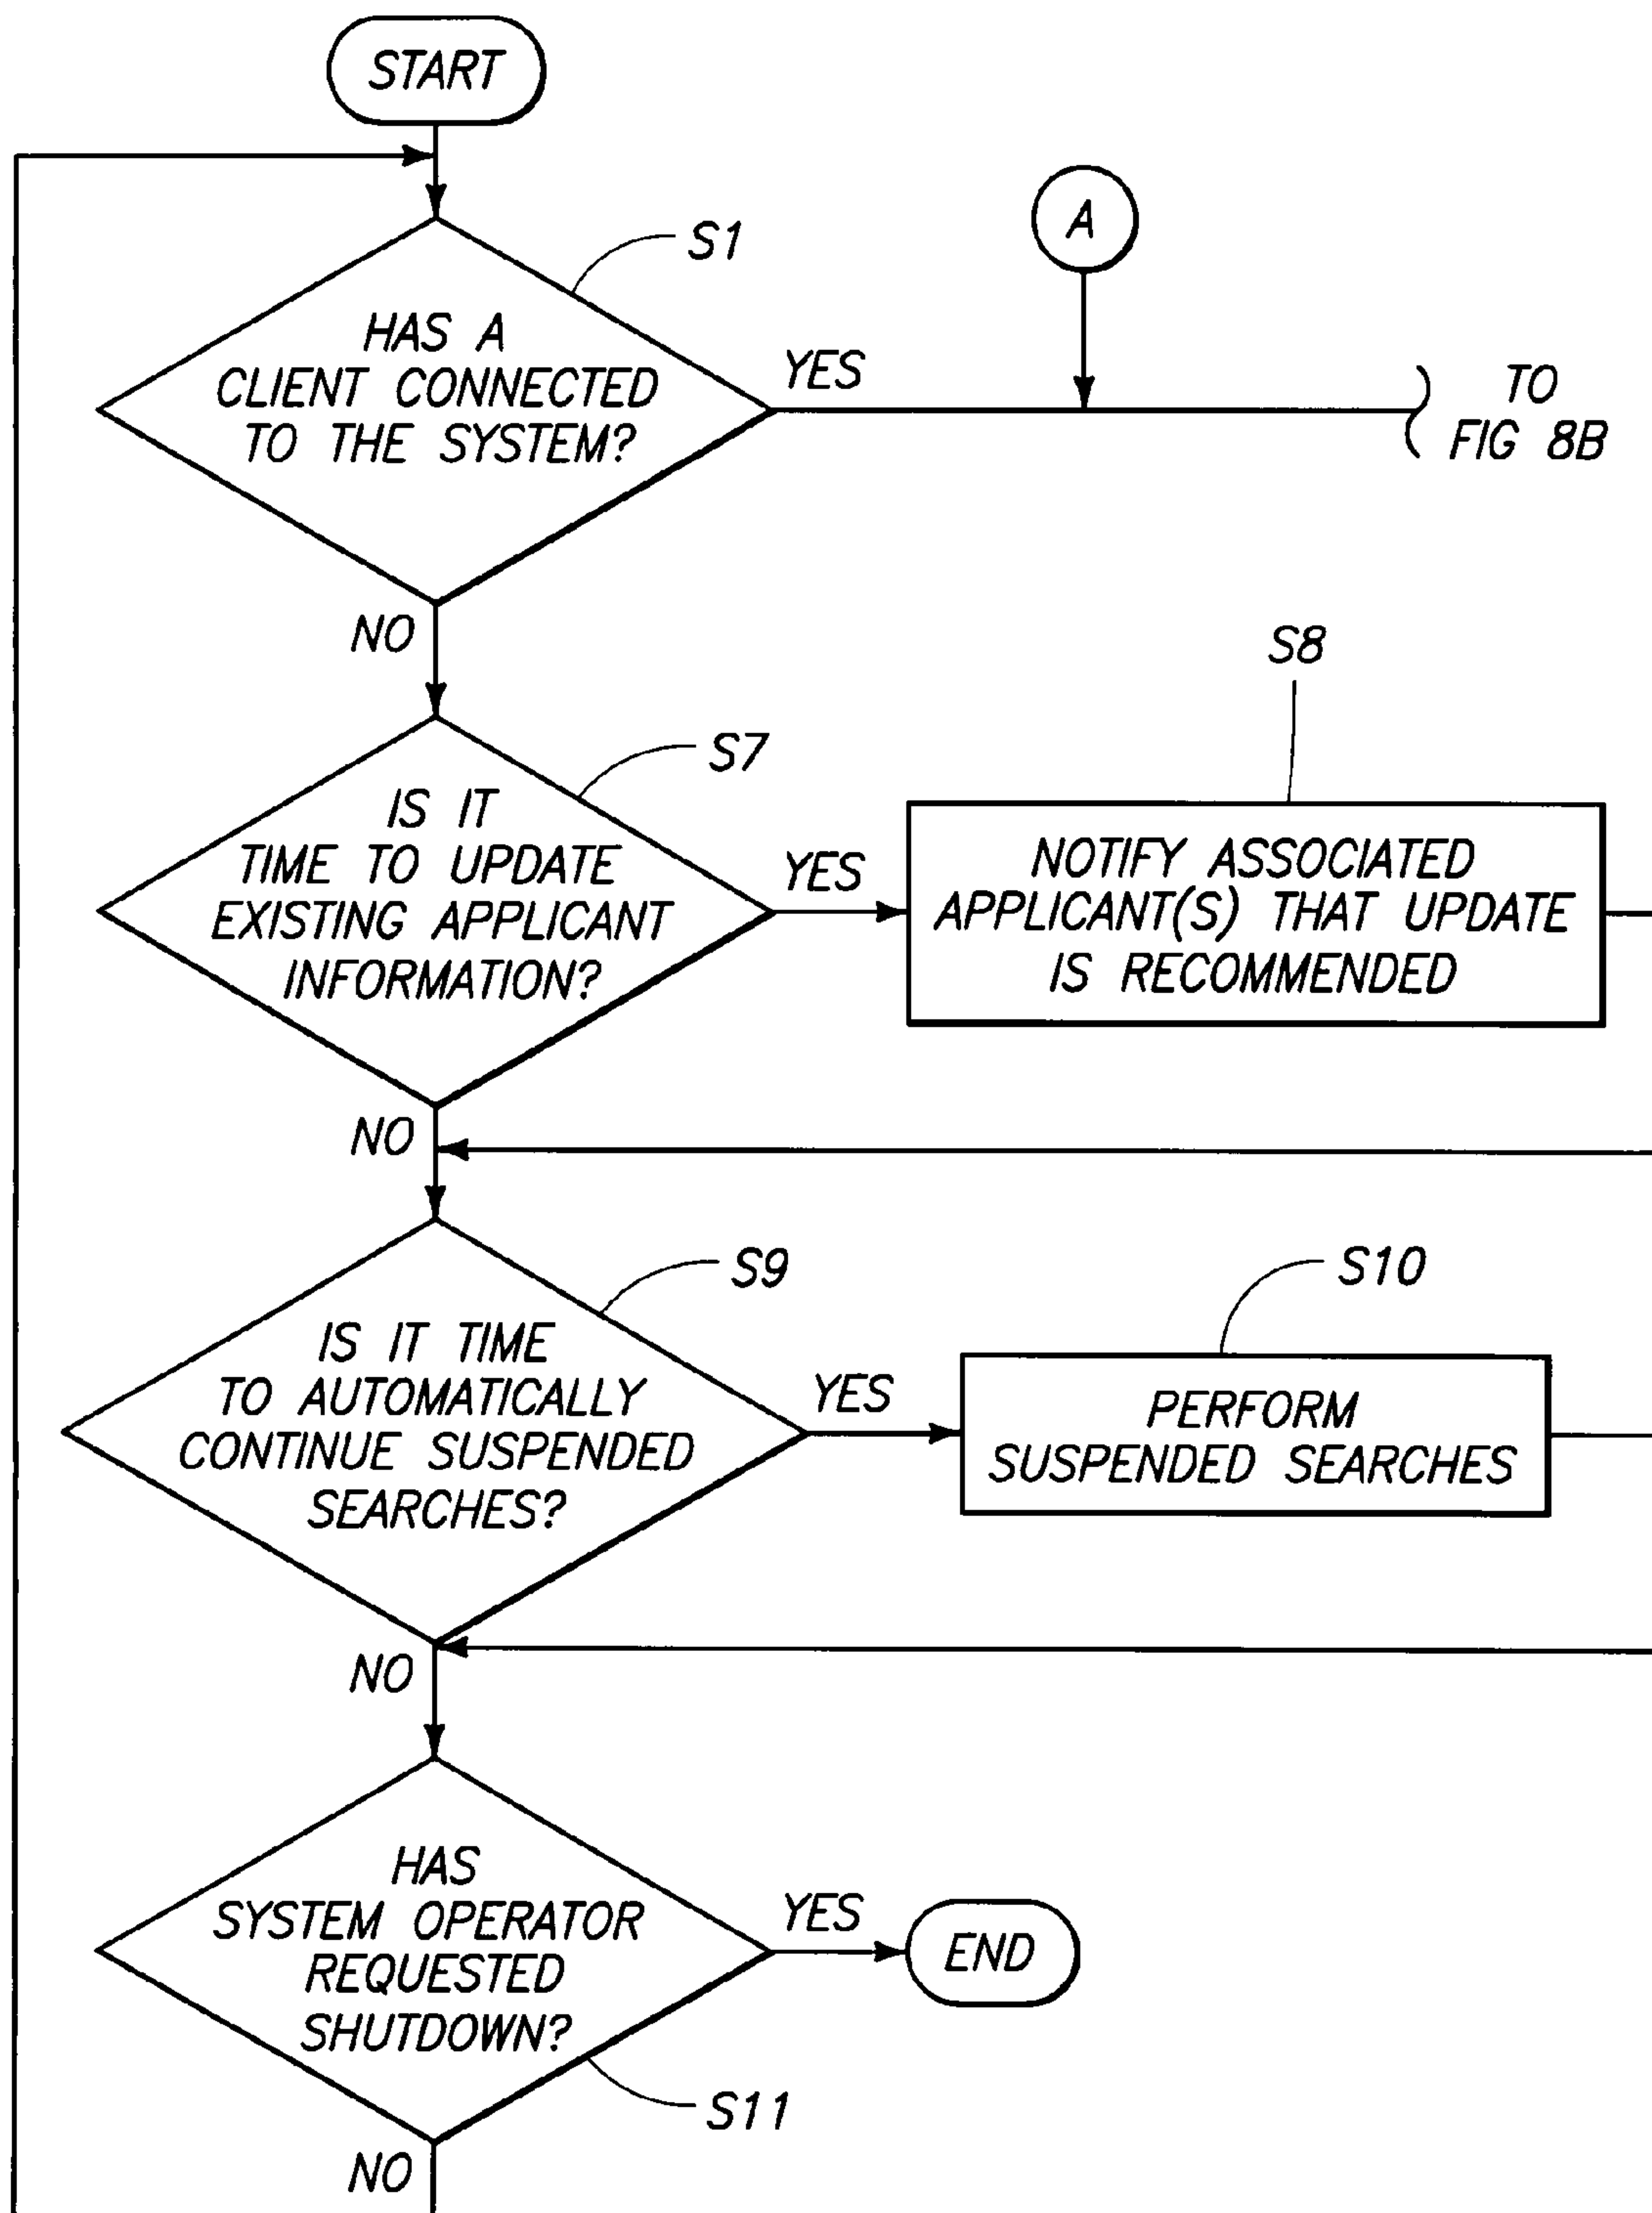 START
A
S1
HAS A
CLIENT CONNECTED
TO THE SYSTEM?
YES
TO
FIG 8B
NO
S8
S7
IS IT
TIME TO UPDATE
EXISTING APPLICANT
INFORMATION?
YES
NOTIFY ASSOCIATED
APPLICANT(S) THAT UPDATE
IS RECOMMENDED
NO
S9
IS IT TIME
TO AUTOMATICALLY
CONTINUE SUSPENDED
SEARCHES?
YES
S10
PERFORM
SUSPENDED SEARCHES
NO
HAS
SYSTEM OPERATOR
REQUESTED
SHUTDOWN?
YES
END
S11
NO